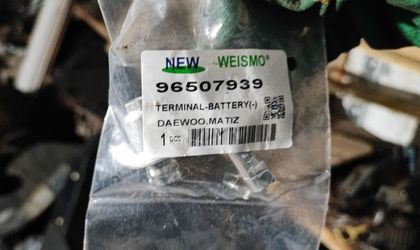 NEW WEISMO®
96507939
TERMINAL-BATTERY(-)
DAEWOO,MATIZ
1 pcs